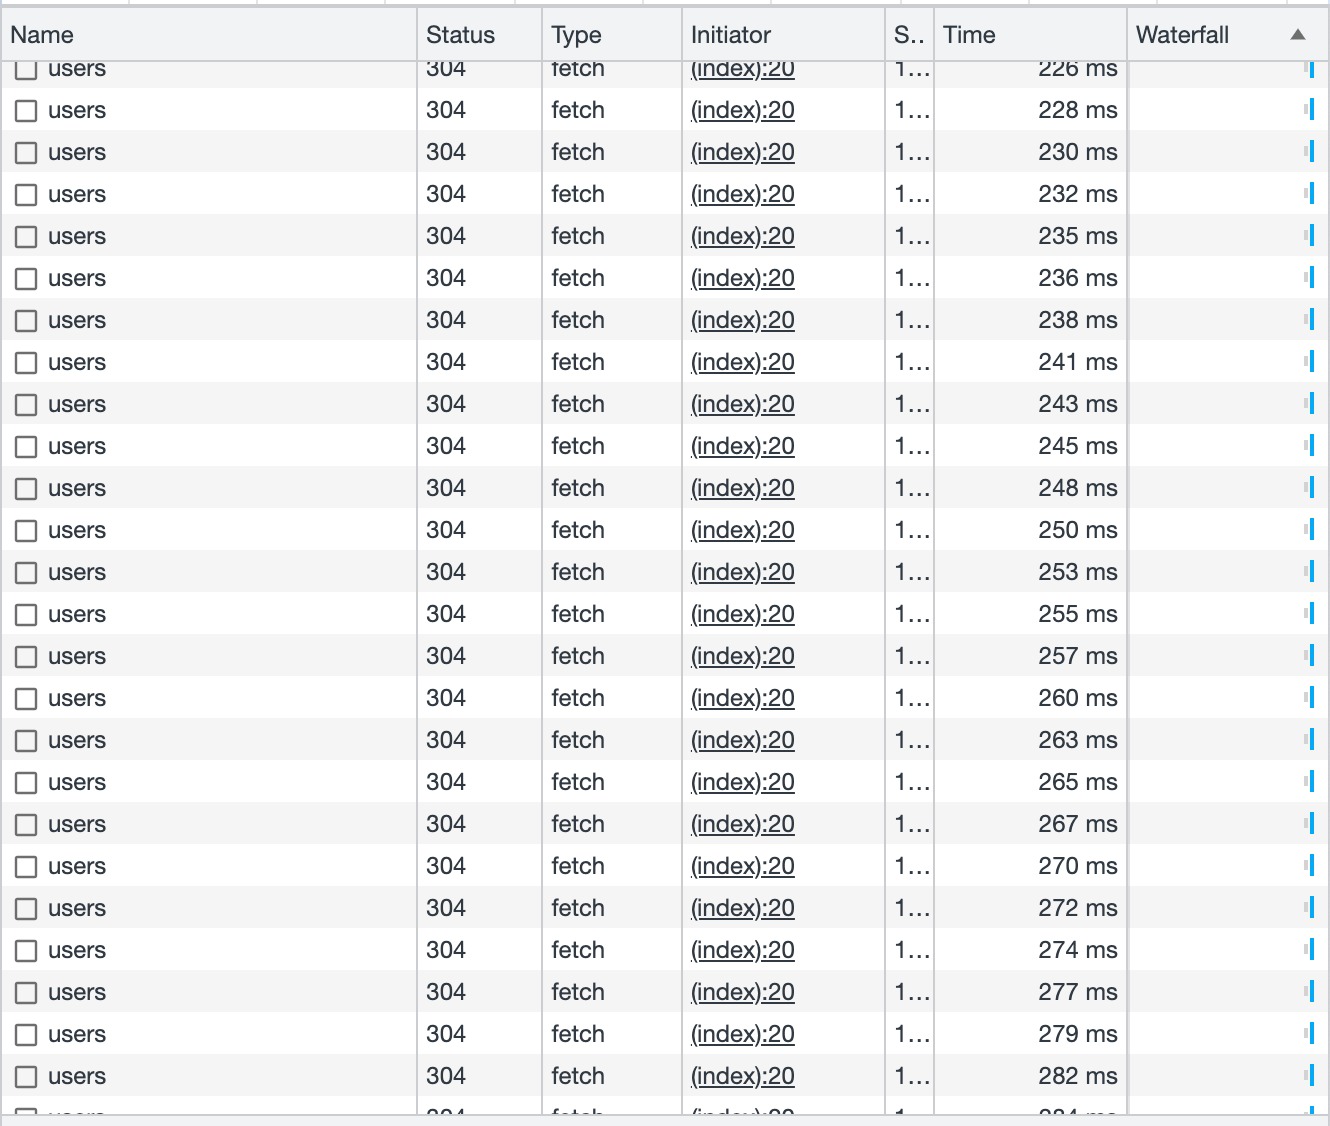 Name Status Type Initiator S.. Time Waterfall
users 304 fetch (index):20 1... 226 ms
users 304 fetch (index):20 1... 228 ms
users 304 fetch (index):20 1... 230 ms
users 304 fetch (index):20 1... 232 ms
users 304 fetch (index):20 1... 235 ms
users 304 fetch (index):20 1... 236 ms
users 304 fetch (index):20 1... 238 ms
users 304 fetch (index):20 1... 241 ms
users 304 fetch (index):20 1... 243 ms
users 304 fetch (index):20 1... 245 ms
users 304 fetch (index):20 1... 248 ms
users 304 fetch (index):20 1... 250 ms
users 304 fetch (index):20 1... 253 ms
users 304 fetch (index):20 1... 255 ms
users 304 fetch (index):20 1... 257 ms
users 304 fetch (index):20 1... 260 ms
users 304 fetch (index):20 1... 263 ms
users 304 fetch (index):20 1... 265 ms
users 304 fetch (index):20 1... 267 ms
users 304 fetch (index):20 1... 270 ms
users 304 fetch (index):20 1... 272 ms
users 304 fetch (index):20 1... 274 ms
users 304 fetch (index):20 1... 277 ms
users 304 fetch (index):20 1... 279 ms
users 304 fetch (index):20 1... 282 ms